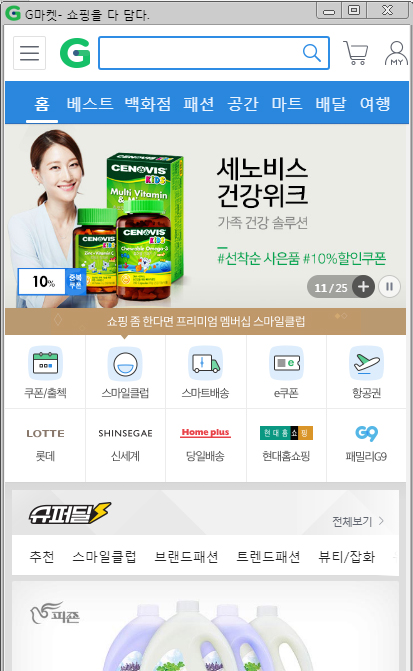 G마켓- 쇼핑을 다 담다.
G
MY
홈 베스트 백화점 패션 공간 마트 배달 여행
CENOVIS
KIDS
Multi Vitamin
CENOVIS
KIDS
CENOVIS
KIDS
세노비스
건강위크
가족 건강 솔루션
#선착순 사은품 #10%할인쿠폰
10% 중복쿠폰
11 / 25
쇼핑 좀 한다면 프리미엄 멤버십 스마일클럽
쿠폰/출첵 스마일클럽 스마트배송 e쿠폰 항공권
LOTTE SHINSEGAE Home plus 현대홈쇼핑 G9
롯데 신세계 당일배송 현대홈쇼핑 패밀리G9
슈퍼딜
전체보기 >
추천 스마일클럽 브랜드패션 트렌드패션 뷰티/잡화
피죤